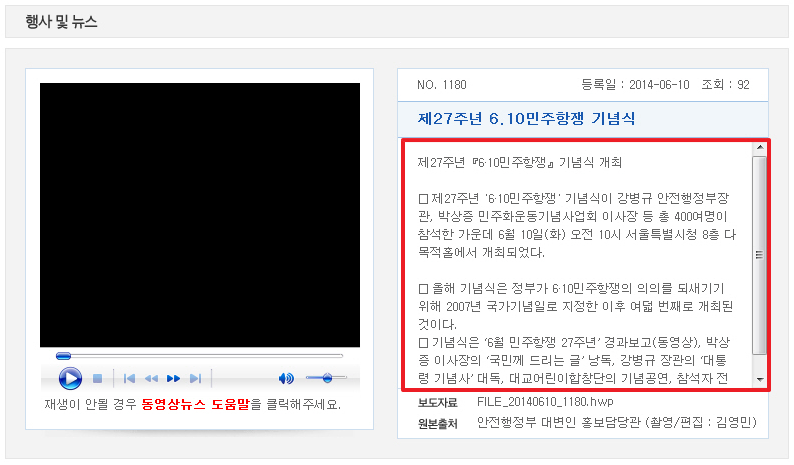 행사 및 뉴스
재생이 안될 경우 동영상뉴스 도움말을 클릭해주세요.
NO. 1180 등록일 : 2014-06-10 조회 : 92
제27주년 6.10민주항쟁 기념식
제27주년 『6·10민주항쟁』 기념식 개최
□ 제27주년 '6·10민주항쟁' 기념식이 강병규 안전행정부장
관, 박상증 민주화운동기념사업회 이사장 등 총 400여명이
참석한 가운데 6월 10일(화) 오전 10시 서울특별시청 8층 다
목적홀에서 개최되었다.
□ 올해 기념식은 정부가 6·10민주항쟁의 의의를 되새기기
위해 2007년 국가기념일로 지정한 이후 여덟 번째로 개최된
것이다.
□ 기념식은 ‘6월 민주항쟁 27주년’ 경과보고(동영상), 박상
증 이사장의 ‘국민께 드리는 글’ 낭독, 강병규 장관의 ‘대통
령 기념사’ 대독, 대교어린이합창단의 기념공연, 참석자 전
보도자료 FILE_20140610_1180.hwp
원본출처 안전행정부 대변인 홍보담당관 (촬영/편집 : 김영민)